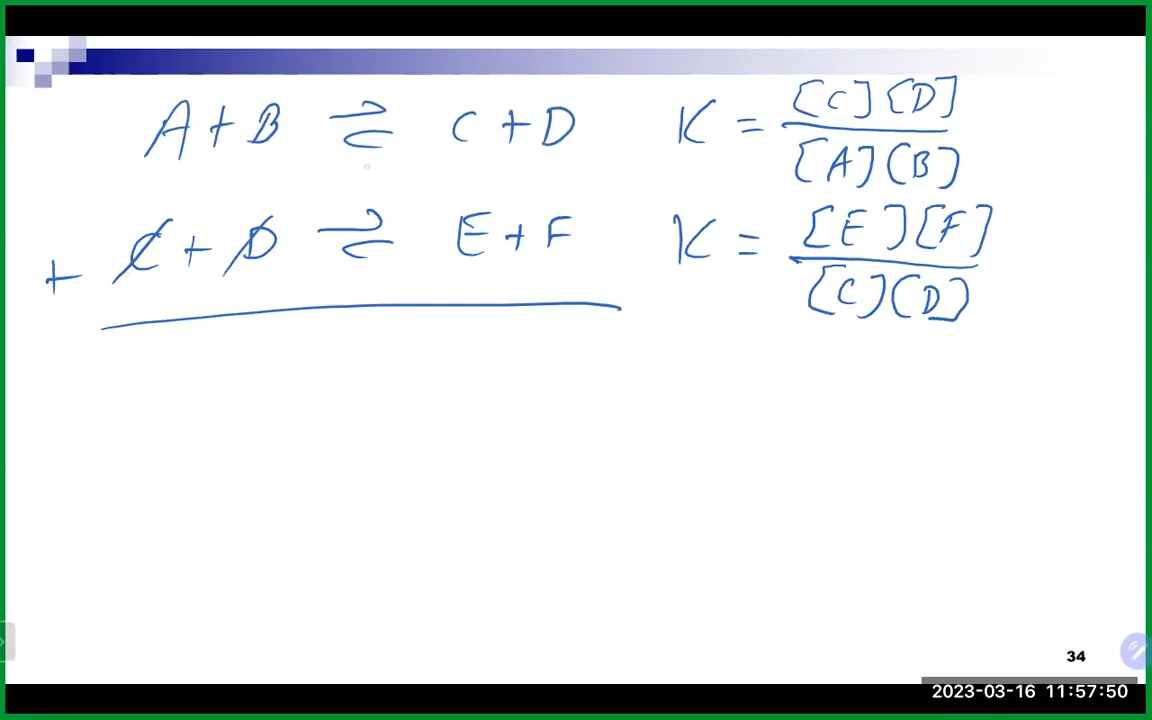 A + B ⇌ C + D K = [C][D] / [A][B]
+ C + D ⇌ E + F K = [E][F] / [C][D]
34
2023-03-16 11:57:50